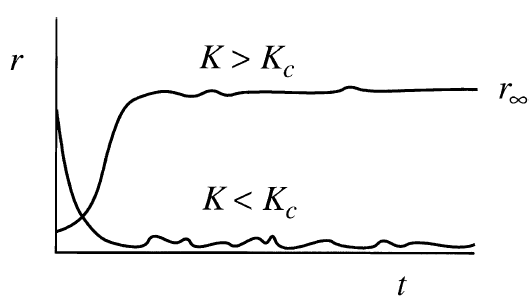 r
K > K_c
r_∞
K < K_c
t